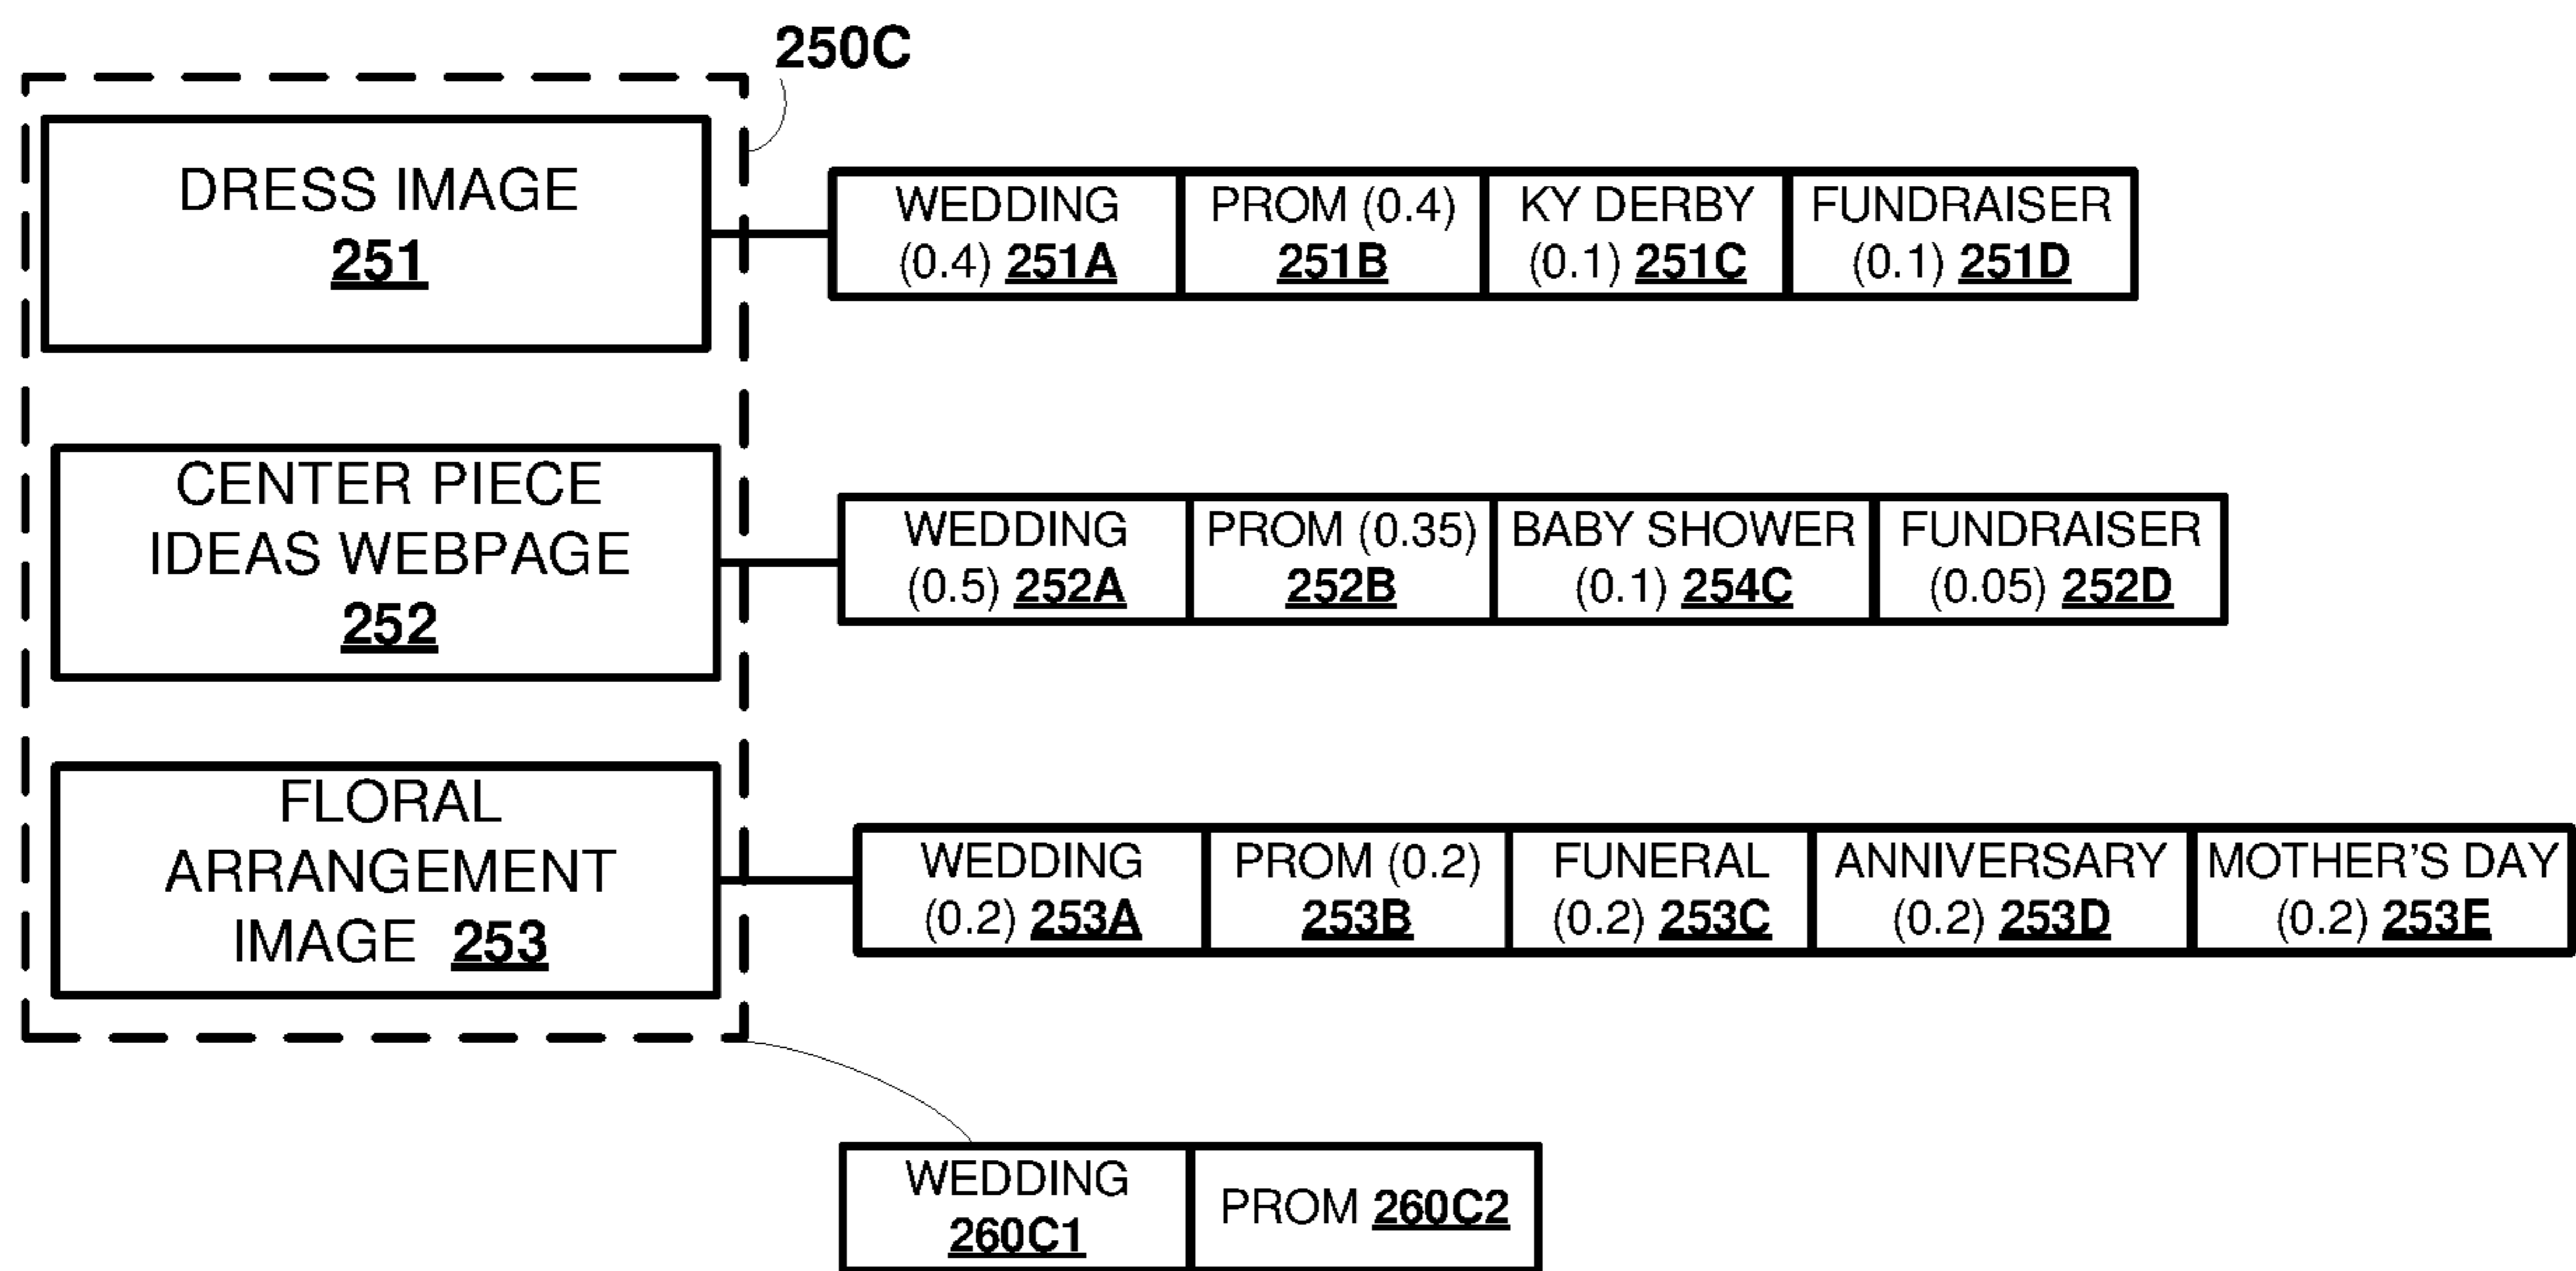 250C
DRESS IMAGE
251
WEDDING
(0.4) 251A
PROM (0.4)
251B
KY DERBY
(0.1) 251C
FUNDRAISER
(0.1) 251D
CENTER PIECE
IDEAS WEBPAGE
252
WEDDING
(0.5) 252A
PROM (0.35)
252B
BABY SHOWER
(0.1) 254C
FUNDRAISER
(0.05) 252D
FLORAL
ARRANGEMENT
IMAGE 253
WEDDING
(0.2) 253A
PROM (0.2)
253B
FUNERAL
(0.2) 253C
ANNIVERSARY
(0.2) 253D
MOTHER'S DAY
(0.2) 253E
WEDDING
260C1
PROM 260C2